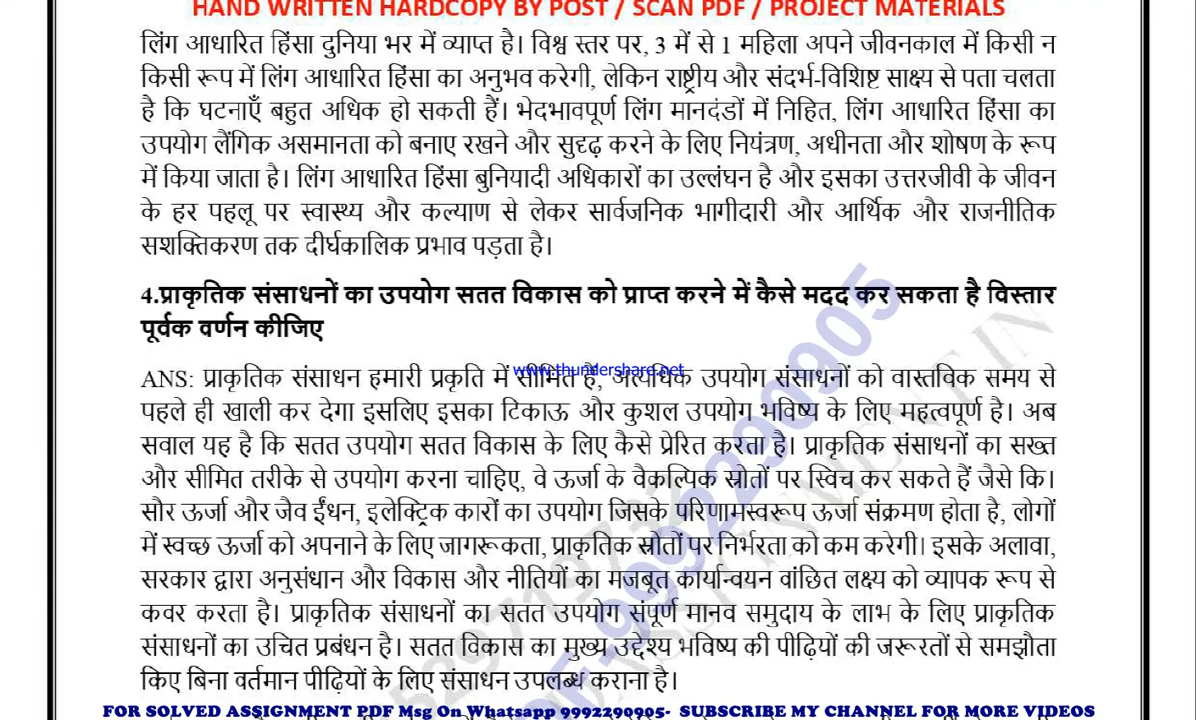 HAND WRITTEN HARDCOPY BY POST / SCAN PDF / PROJECT MATERIALS
लिंग आधारित हिंसा दुनिया भर में व्याप्त है। विश्व स्तर पर, 3 में से 1 महिला अपने जीवनकाल में किसी न
किसी रूप में लिंग आधारित हिंसा का अनुभव करेगी, लेकिन राष्ट्रीय और संदर्भ-विशिष्ट साक्ष्य से पता चलता
है कि घटनाएँ बहुत अधिक हो सकती हैं। भेदभावपूर्ण लिंग मानदंडों में निहित, लिंग आधारित हिंसा का
उपयोग लैंगिक असमानता को बनाए रखने और सुदृढ़ करने के लिए नियंत्रण, अधीनता और शोषण के रूप
में किया जाता है। लिंग आधारित हिंसा बुनियादी अधिकारों का उल्लंघन है और इसका उत्तरजीवी के जीवन
के हर पहलू पर स्वास्थ्य और कल्याण से लेकर सार्वजनिक भागीदारी और आर्थिक और राजनीतिक
सशक्तिकरण तक दीर्घकालिक प्रभाव पड़ता है।
4.प्राकृतिक संसाधनों का उपयोग सतत विकास को प्राप्त करने में कैसे मदद कर सकता है विस्तार
पूर्वक वर्णन कीजिए
www.thundershare.net
ANS: प्राकृतिक संसाधन हमारी प्रकृति में सीमित है, अत्यधिक उपयोग संसाधनों को वास्तविक समय से
पहले ही खाली कर देगा इसलिए इसका टिकाऊ और कुशल उपयोग भविष्य के लिए महत्वपूर्ण है। अब
सवाल यह है कि सतत उपयोग सतत विकास के लिए कैसे प्रेरित करता है। प्राकृतिक संसाधनों का सख्त
और सीमित तरीके से उपयोग करना चाहिए, वे ऊर्जा के वैकल्पिक स्रोतों पर स्विच कर सकते हैं जैसे कि।
सौर ऊर्जा और जैव ईंधन, इलेक्ट्रिक कारों का उपयोग जिसके परिणामस्वरूप ऊर्जा संक्रमण होता है, लोगों
में स्वच्छ ऊर्जा को अपनाने के लिए जागरूकता, प्राकृतिक स्रोतों पर निर्भरता को कम करेगी। इसके अलावा,
सरकार द्वारा अनुसंधान और विकास और नीतियों का मजबूत कार्यान्वयन वांछित लक्ष्य को व्यापक रूप से
कवर करता है। प्राकृतिक संसाधनों का सतत उपयोग संपूर्ण मानव समुदाय के लाभ के लिए प्राकृतिक
संसाधनों का उचित प्रबंधन है। सतत विकास का मुख्य उद्देश्य भविष्य की पीढ़ियों की जरूरतों से समझौता
किए बिना वर्तमान पीढ़ियों के लिए संसाधन उपलब्ध कराना है।
FOR SOLVED ASSIGNMENT PDF Msg On Whatsapp 9992290905- SUBSCRIBE MY CHANNEL FOR MORE VIDEOS